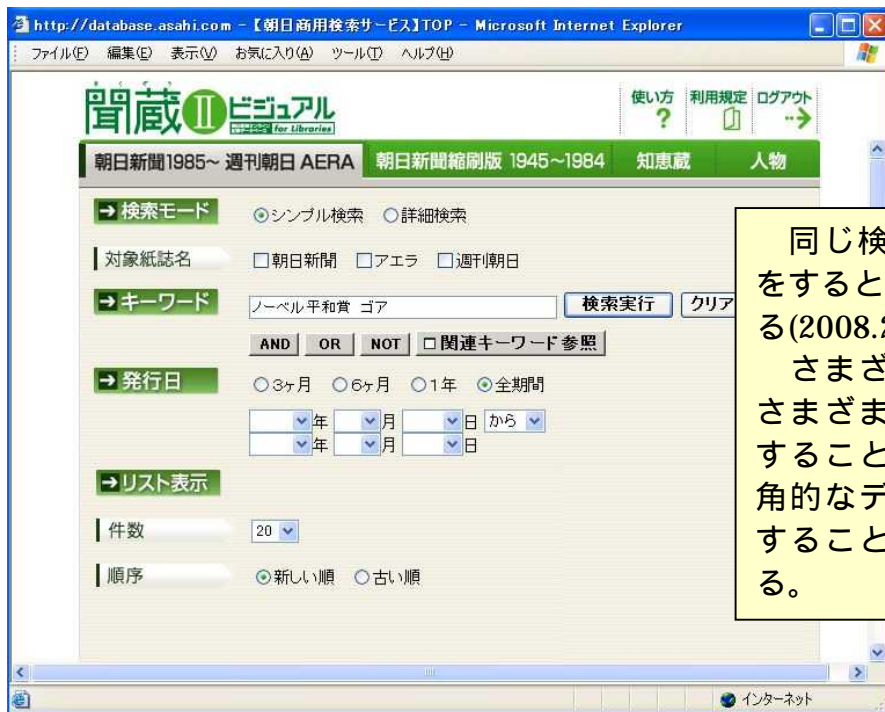 http://database.asahi.com - 【朝日商用検索サービス】TOP - Microsoft Internet Explorer
ファイル(F) 編集(E) 表示(V) お気に入り(A) ツール(T) ヘルプ(H)
聞蔵Ⅱビジュアル
for Libraries
使い方 ? 利用規定 ログアウト
朝日新聞1985~ 週刊朝日 AERA 朝日新聞縮刷版 1945~1984 知恵蔵 人物
検索モード シンプル検索 詳細検索
対象紙誌名 朝日新聞 アエラ 週刊朝日
キーワード ノーベル平和賞 ゴア 検索実行 クリア
AND OR NOT 関連キーワード参照
発行日 3ヶ月 6ヶ月 1年 全期間
年 月 日 から
年 月 日
リスト表示
件数 20
順序 新しい順 古い順
同じ検
をすると
る(2008.2
さまざ
さまざま
すること
角的なデ
すること
る。
インターネット